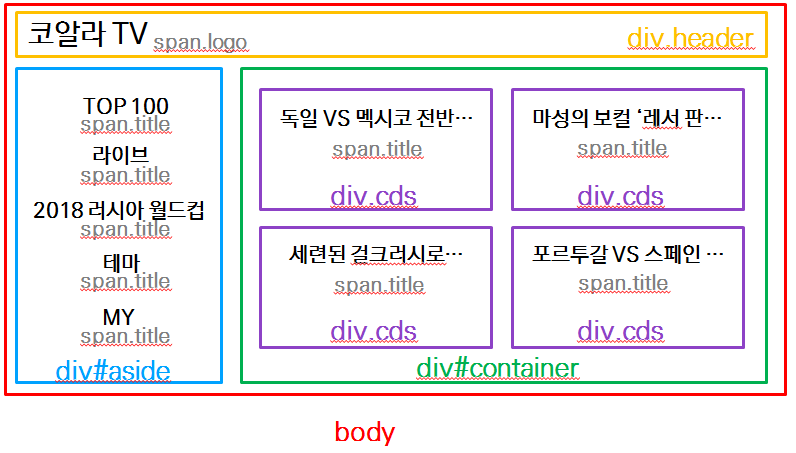 코알라 TV span.logo div.header
TOP 100
span.title
라이브
span.title
2018 러시아 월드컵
span.title
테마
span.title
MY
span.title
div#aside
독일 VS 멕시코 전반…
span.title
div.cds
마성의 보컬 ‘레서 판…
span.title
div.cds
세련된 걸크러시로…
span.title
div.cds
포르투갈 VS 스페인 …
span.title
div.cds
div#container
body